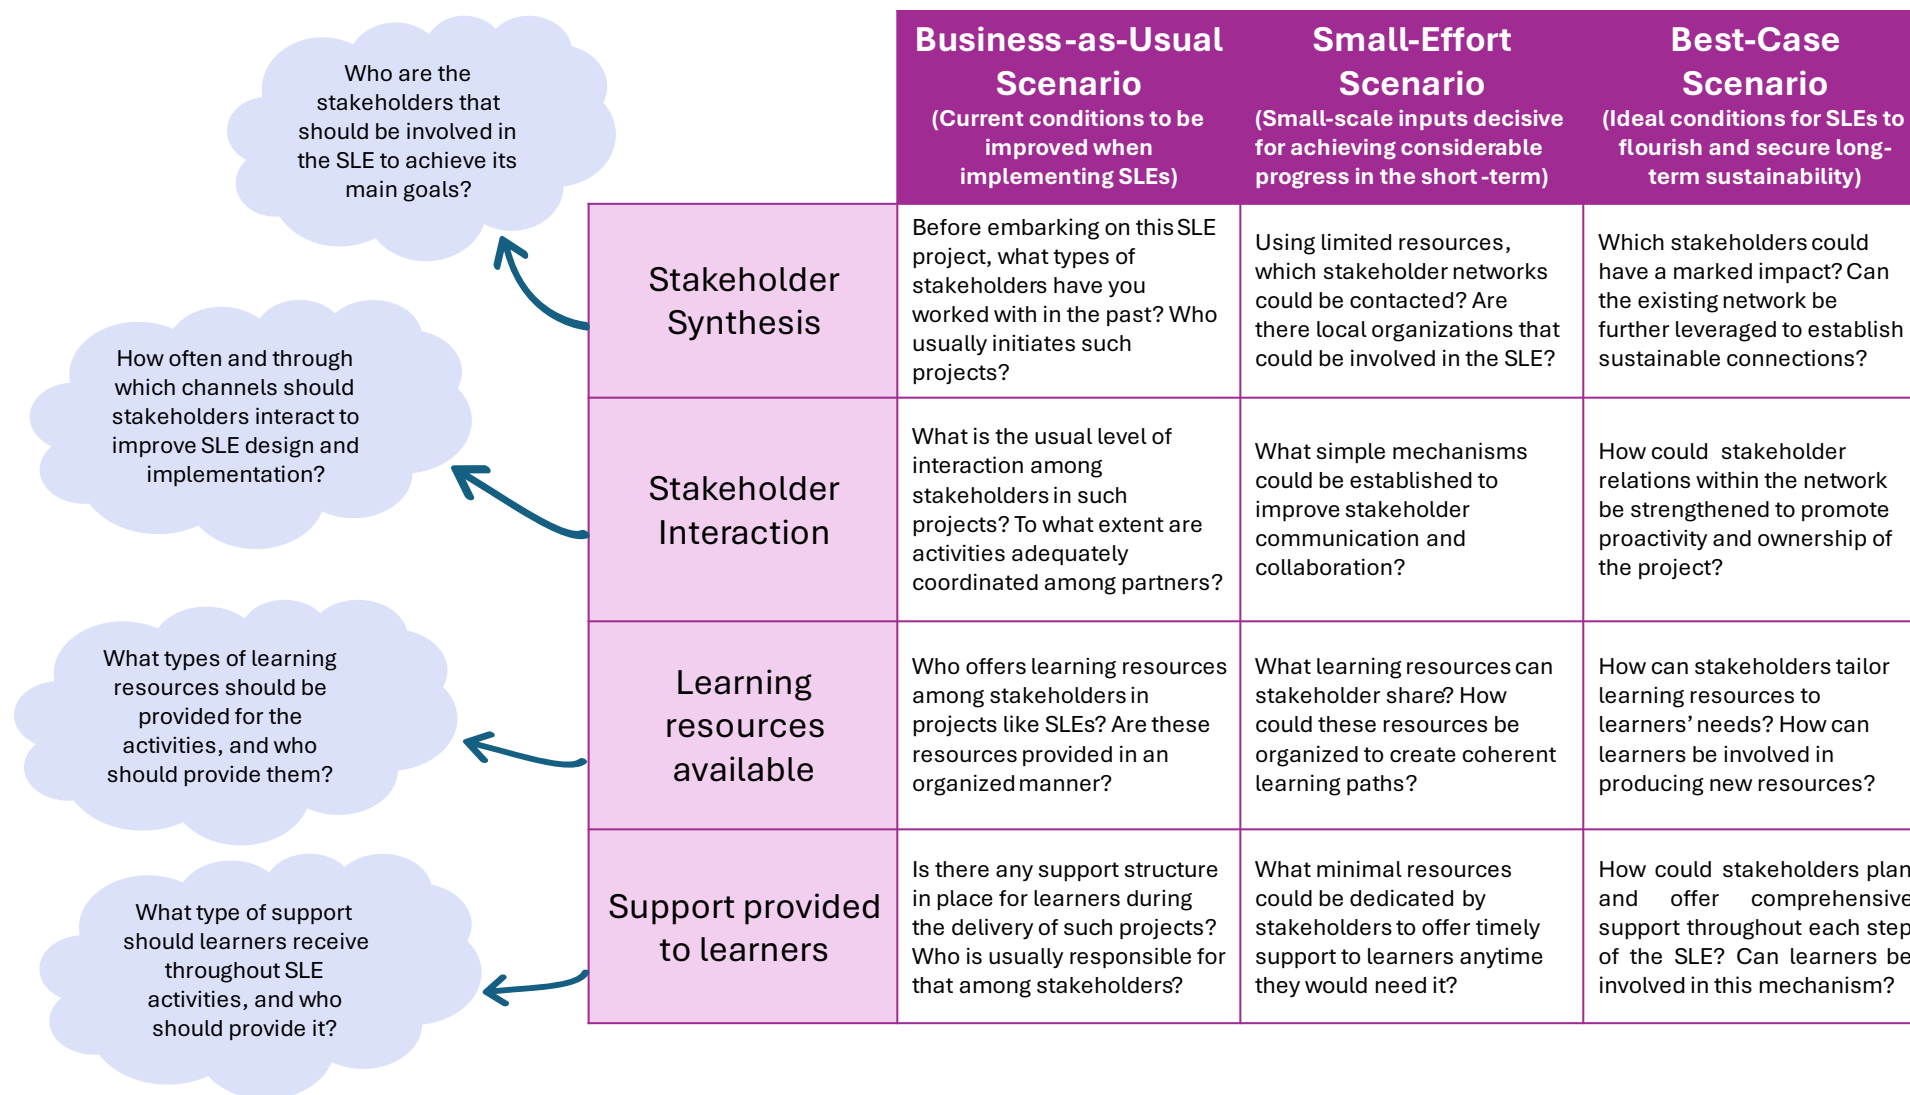 Who are the
stakeholders that
should be involved in
the SLE to achieve its
main goals?
How often and through
which channels should
stakeholders interact to
improve SLE design and
implementation?
What types of learning
resources should be
provided for the
activities, and who
should provide them?
What type of support
should learners receive
throughout SLE
activities, and who
should provide it?
Business-as-Usual
Scenario
(Current conditions to be
improved when
implementing SLEs)
Small-Effort
Scenario
(Small-scale inputs decisive
for achieving considerable
progress in the short-term)
Best-Case
Scenario
(Ideal conditions for SLEs to
flourish and secure long-
term sustainability)
Stakeholder
Synthesis
Before embarking on this SLE
project, what types of
stakeholders have you
worked with in the past? Who
usually initiates such
projects?
Using limited resources,
which stakeholder networks
could be contacted? Are
there local organizations that
could be involved in the SLE?
Which stakeholders could
have a marked impact? Can
the existing network be
further leveraged to establish
sustainable connections?
Stakeholder
Interaction
What is the usual level of
interaction among
stakeholders in such
projects? To what extent are
activities adequately
coordinated among partners?
What simple mechanisms
could be established to
improve stakeholder
communication and
collaboration?
How could stakeholder
relations within the network
be strengthened to promote
proactivity and ownership of
the project?
Learning
resources
available
Who offers learning resources
among stakeholders in
projects like SLEs? Are these
resources provided in an
organized manner?
What learning resources can
stakeholder share? How
could these resources be
organized to create coherent
learning paths?
How can stakeholders tailor
learning resources to
learners’ needs? How can
learners be involved in
producing new resources?
Support provided
to learners
Is there any support structure
in place for learners during
the delivery of such projects?
Who is usually responsible for
that among stakeholders?
What minimal resources
could be dedicated by
stakeholders to offer timely
support to learners anytime
they would need it?
How could stakeholders plan
and offer comprehensive
support throughout each step
of the SLE? Can learners be
involved in this mechanism?